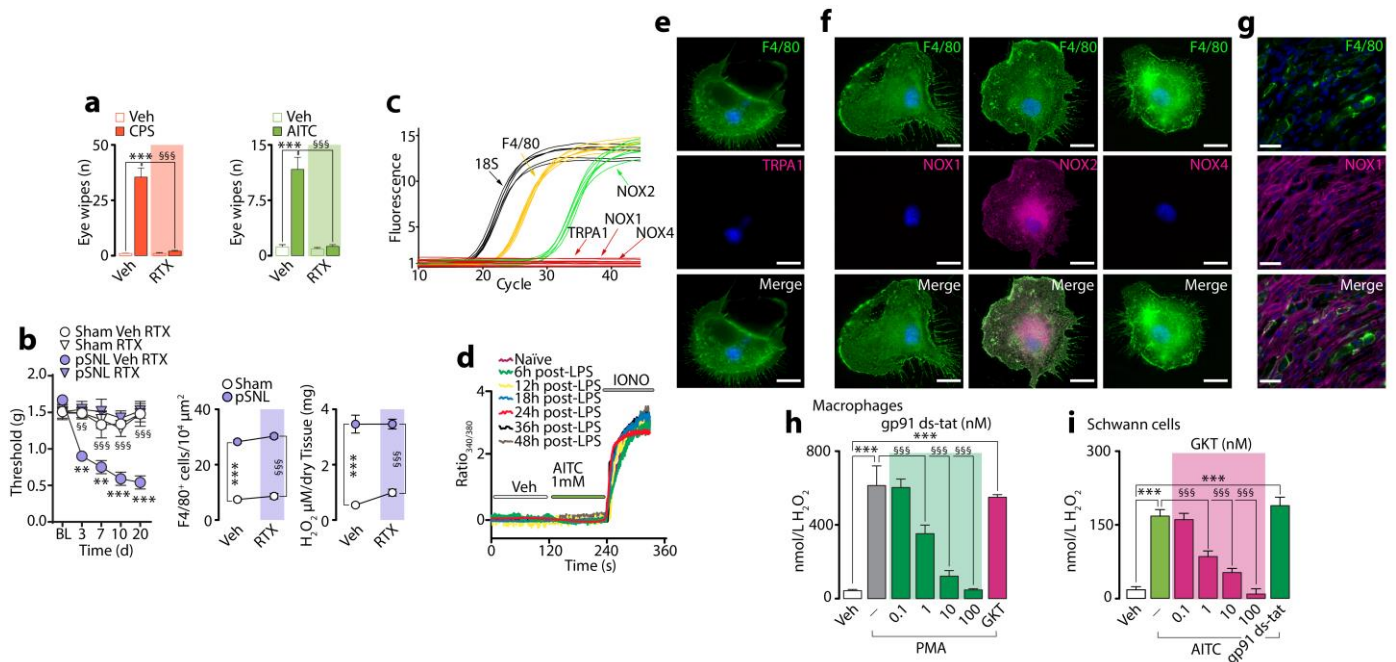 a
Veh
CPS
Eye wipes (n)
50
25
0
***
§§§
Veh
RTX
Veh
AITC
Eye wipes (n)
15
7.5
0
***
§§§
Veh
RTX
b
Sham Veh RTX
Sham RTX
pSNL Veh RTX
pSNL RTX
Threshold (g)
2.0
1.5
1.0
0.5
0.0
§§
§§§
§§§
§§§
**
**
***
***
BL 3 7 10 20
Time (d)
Sham
pSNL
F4/80+ cells/10⁴ µm²
40
20
0
***
§§§
Veh
RTX
H₂O₂ µM/dry Tissue (mg)
4
2
0
***
§§§
Veh
RTX
c
Fluorescence
15
10
5
1
18S
F4/80
NOX2
TRPA1
NOX1
NOX4
10 20 30 40
Cycle
d
Naïve
6h post-LPS
12h post-LPS
18h post-LPS
24h post-LPS
36h post-LPS
48h post-LPS
IONO
AITC
1mM
Veh
Ratio340/380
4
2
0
0 120 240 360
Time (s)
e
F4/80
TRPA1
Merge
f
F4/80 F4/80 F4/80
NOX1 NOX2 NOX4
Merge Merge Merge
g
F4/80
NOX1
Merge
h
Macrophages
gp91 ds-tat (nM)
***
*** §§§ §§§ §§§
nmol/L H₂O₂
800
400
0
Veh – 0.1 1 10 100 GKT
PMA
i
Schwann cells
GKT (nM)
***
*** §§§ §§§ §§§
nmol/L H₂O₂
300
150
0
Veh – 0.1 1 10 100 gp91 ds-tat
AITC